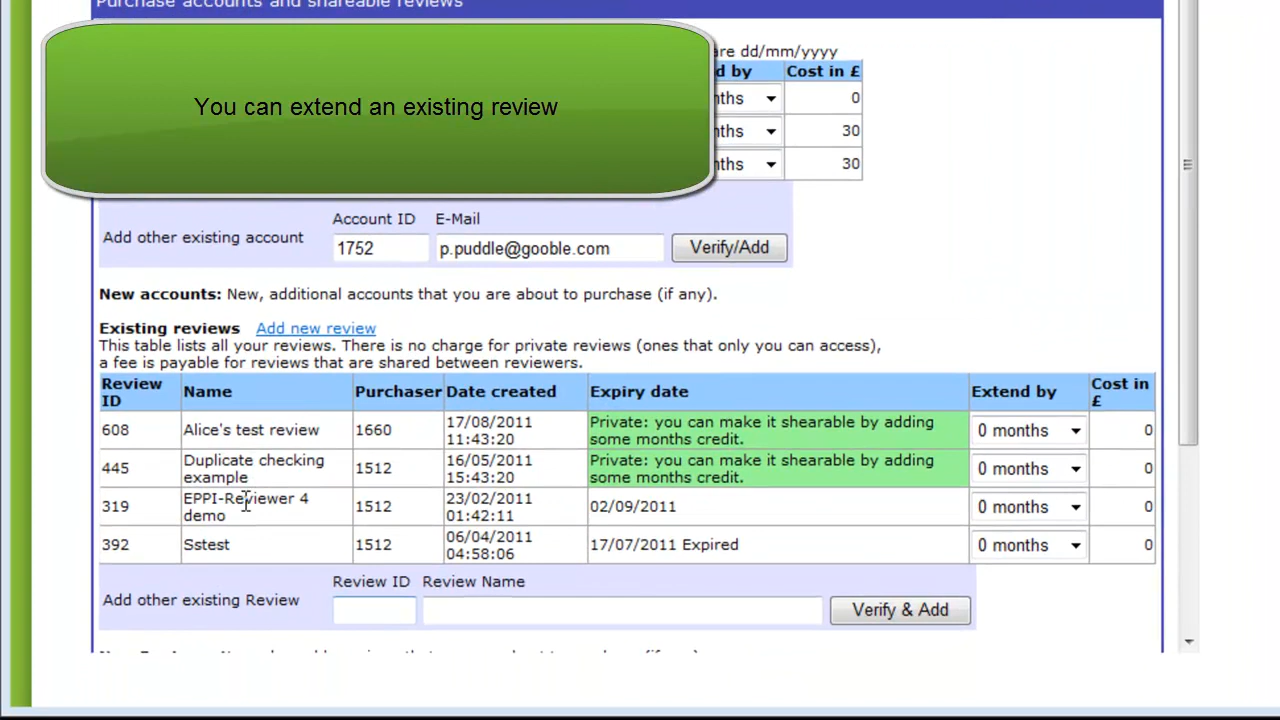 Purchase accounts and shareable reviews
You can extend an existing review
are dd/mm/yyyy
d by Cost in £
nths 0
nths 30
nths 30
Account ID E-Mail
Add other existing account 1752 p.puddle@gooble.com Verify/Add
New accounts: New, additional accounts that you are about to purchase (if any).
Existing reviews Add new review
This table lists all your reviews. There is no charge for private reviews (ones that only you can access),
a fee is payable for reviews that are shared between reviewers.
Review ID Name Purchaser Date created Expiry date Extend by Cost in £
608 Alice's test review 1660 17/08/2011 11:43:20 Private: you can make it shearable by adding some months credit. 0 months 0
445 Duplicate checking example 1512 16/05/2011 15:43:20 Private: you can make it shearable by adding some months credit. 0 months 0
319 EPPI-Reviewer 4 demo 1512 23/02/2011 01:42:11 02/09/2011 0 months 0
392 Sstest 1512 06/04/2011 04:58:06 17/07/2011 Expired 0 months 0
Review ID Review Name
Add other existing Review Verify & Add